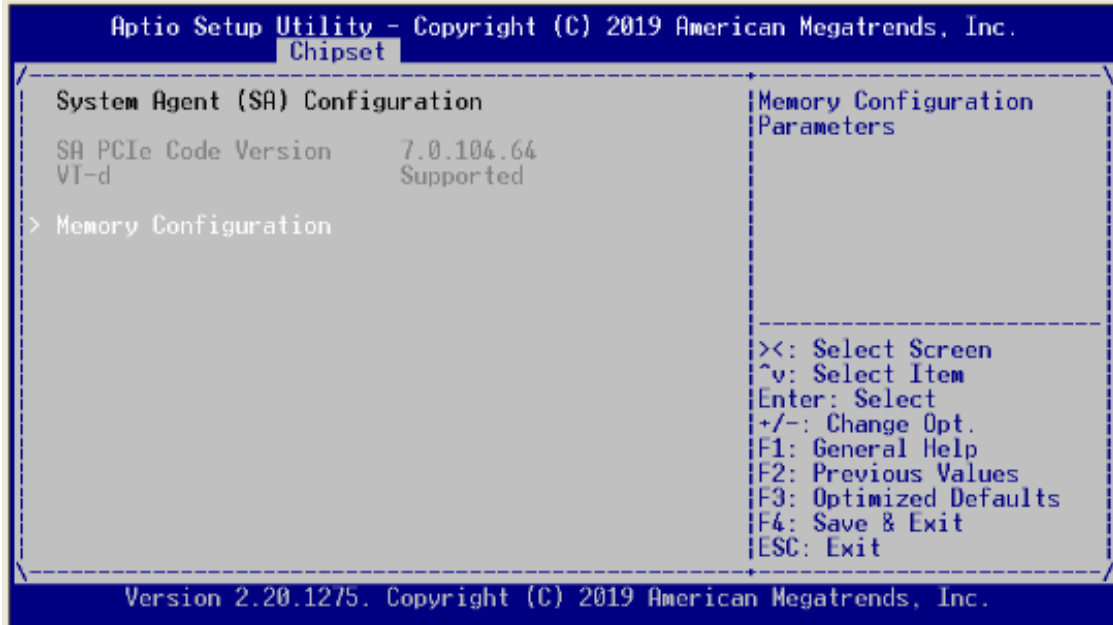 Aptio Setup Utility - Copyright (C) 2019 American Megatrends, Inc.
Chipset
System Agent (SA) Configuration
SA PCIe Code Version 7.0.104.64
VT-d Supported
> Memory Configuration
Memory Configuration
Parameters
><: Select Screen
^v: Select Item
Enter: Select
+/-: Change Opt.
F1: General Help
F2: Previous Values
F3: Optimized Defaults
F4: Save & Exit
ESC: Exit
Version 2.20.1275. Copyright (C) 2019 American Megatrends, Inc.